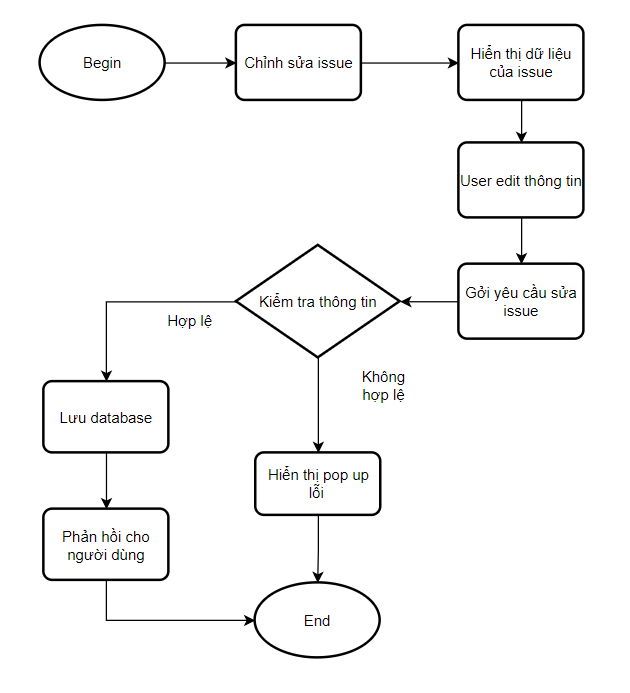 Begin
Chỉnh sửa issue
Hiển thị dữ liệu
của issue
User edit thông tin
Gởi yêu cầu sửa
issue
Kiểm tra thông tin
Hợp lệ
Không
hợp lệ
Lưu database
Hiển thị pop up
lỗi
Phản hồi cho
người dùng
End